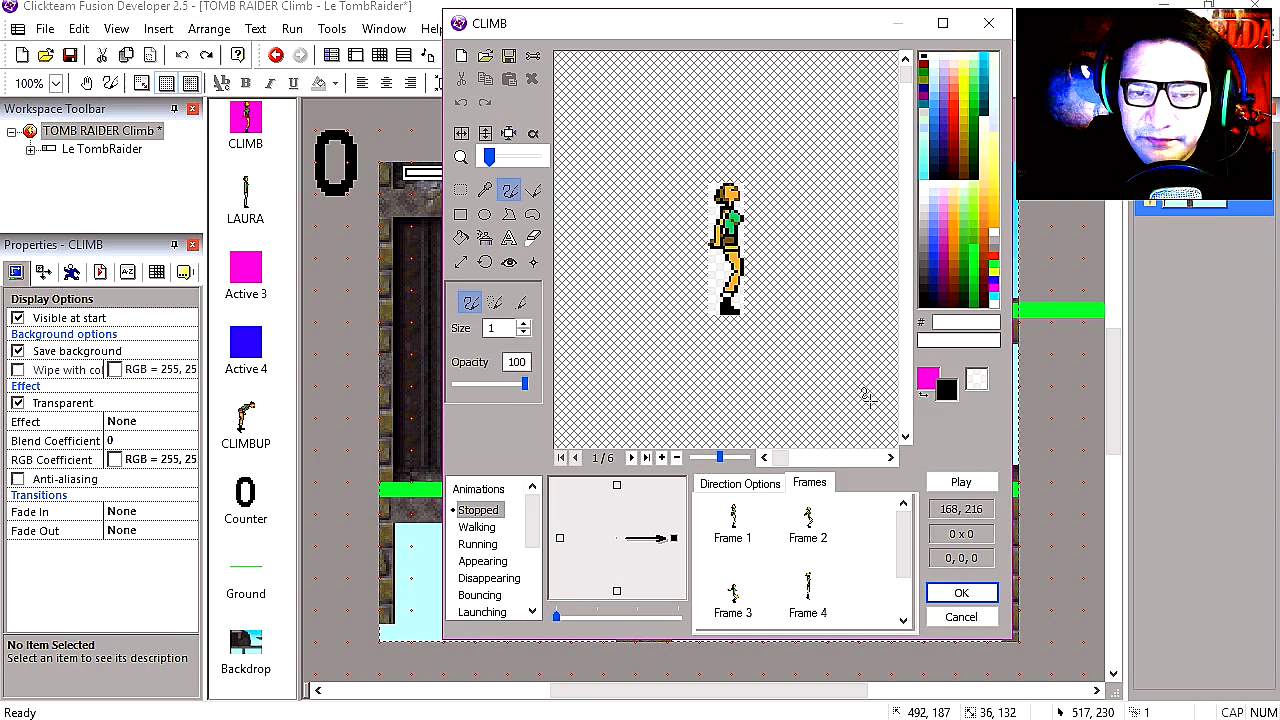 Clickteam Fusion Developer 2.5 - [TOMB RAIDER Climb - Le TombRaider*]
File Edit View Insert Arrange Text Run Tools Window
100%
Workspace Toolbar
TOMB RAIDER Climb *
Le TombRaider
Properties - CLIMB
Display Options
Visible at start
Background options
Save background
RGB = 255, 25
Effect
Transparent
Effect None
Blend Coefficient 0
RGB Coefficient RGB = 255, 25
Anti-aliasing
Transitions
Fade In None
Fade Out None
No Item Selected
Select an item to see its description
Ready
CLIMB
LAURA
Active 3
Active 4
CLIMBUP
0
Counter
Ground
Backdrop
0
CLIMB
Size 1
Opacity 100
#
1/6
Animations
Stopped
Walking
Running
Appearing
Disappearing
Bouncing
Launching
Direction Options Frames
Frame 1 Frame 2
Frame 3 Frame 4
Play
168, 216
0 x 0
0, 0, 0
OK
Cancel
492, 187 36, 132 517, 230 1 CAP NUM